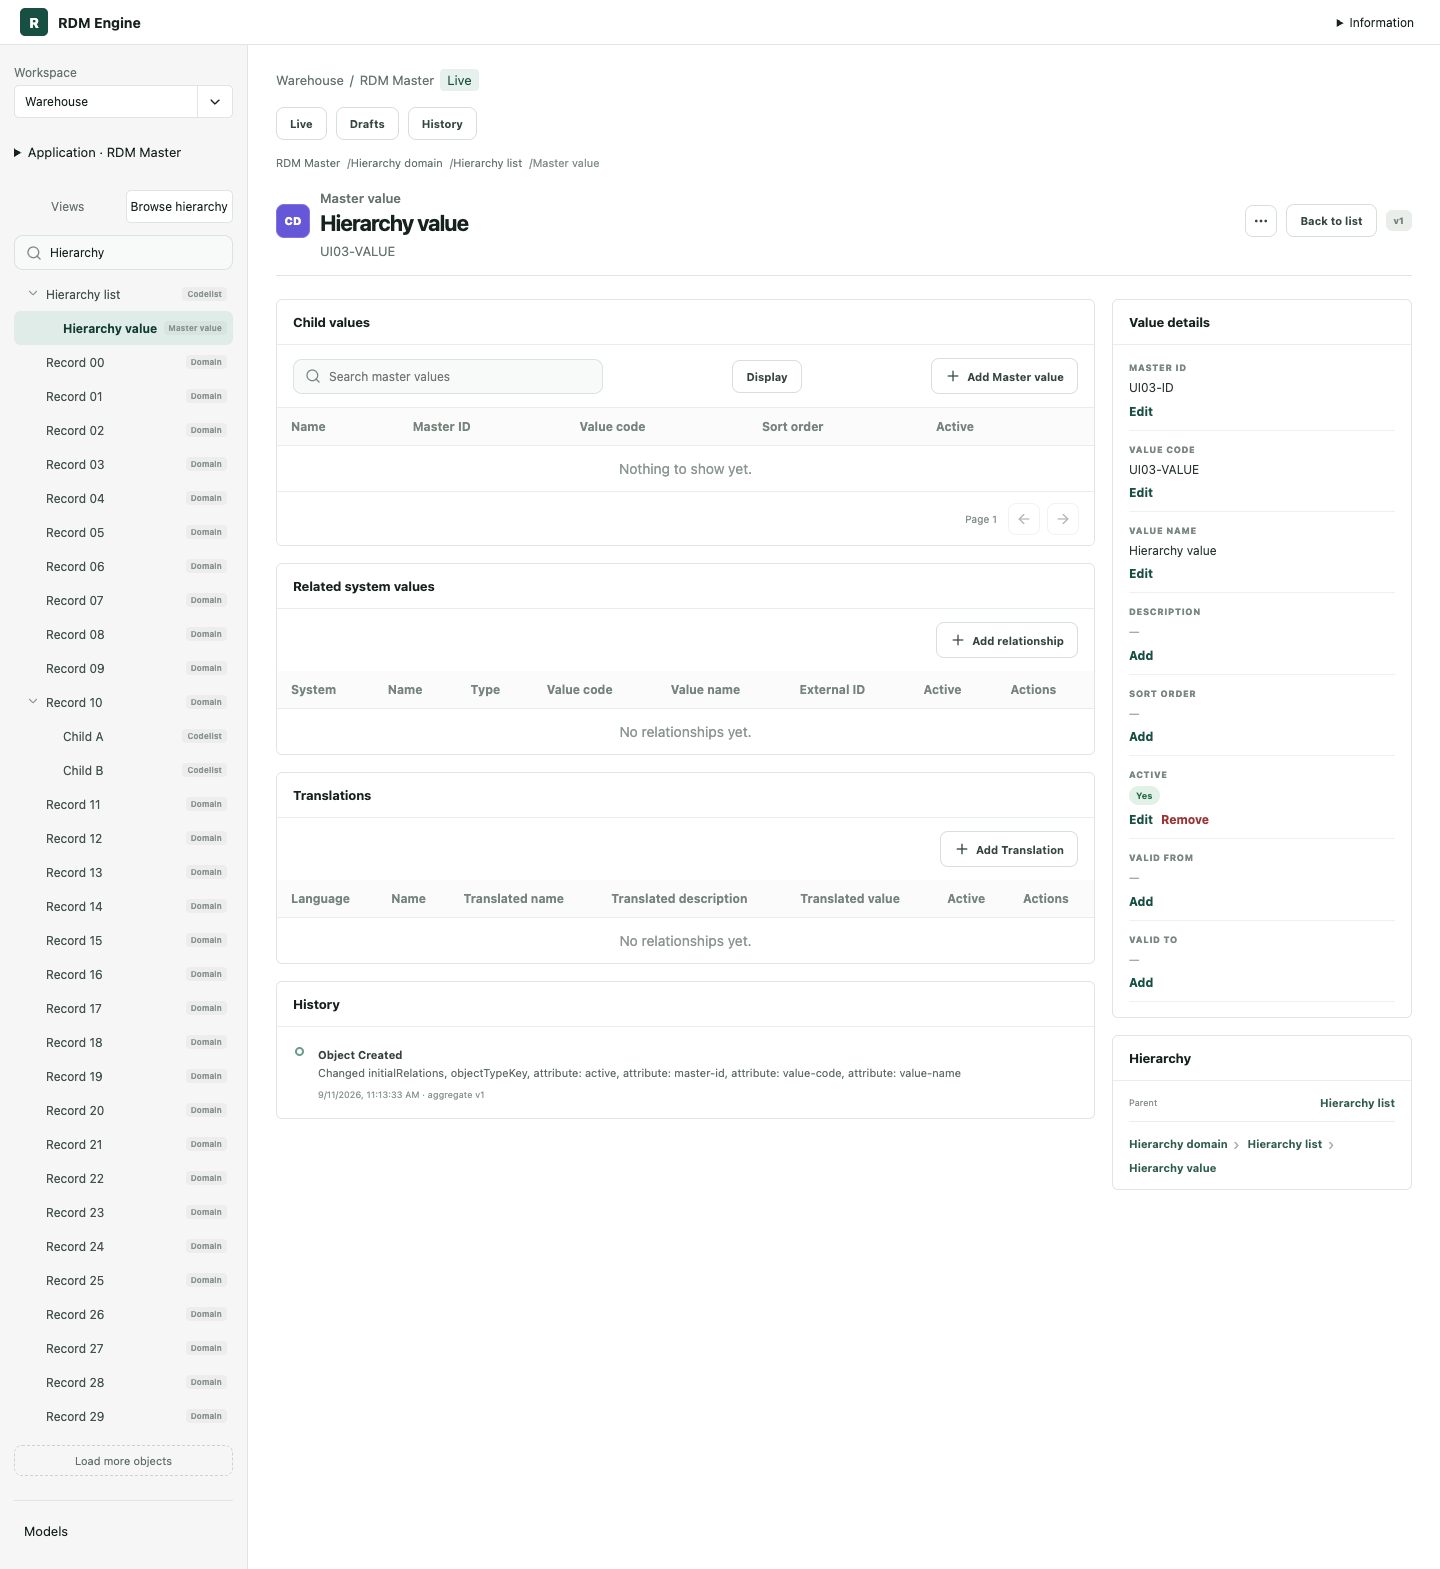 R RDM Engine
Information
Workspace
Warehouse
Application · RDM Master
Views Browse hierarchy
Hierarchy
Hierarchy list Codelist
Hierarchy value Master value
Record 00 Domain
Record 01 Domain
Record 02 Domain
Record 03 Domain
Record 04 Domain
Record 05 Domain
Record 06 Domain
Record 07 Domain
Record 08 Domain
Record 09 Domain
Record 10 Domain
Child A Codelist
Child B Codelist
Record 11 Domain
Record 12 Domain
Record 13 Domain
Record 14 Domain
Record 15 Domain
Record 16 Domain
Record 17 Domain
Record 18 Domain
Record 19 Domain
Record 20 Domain
Record 21 Domain
Record 22 Domain
Record 23 Domain
Record 24 Domain
Record 25 Domain
Record 26 Domain
Record 27 Domain
Record 28 Domain
Record 29 Domain
Load more objects
Models
Warehouse / RDM Master Live
Live Drafts History
RDM Master /Hierarchy domain /Hierarchy list /Master value
CD
Master value
Hierarchy value
UI03-VALUE
··· Back to list v1
Child values
Search master values Display + Add Master value
Name Master ID Value code Sort order Active
Nothing to show yet.
Page 1
Related system values
+ Add relationship
System Name Type Value code Value name External ID Active Actions
No relationships yet.
Translations
+ Add Translation
Language Name Translated name Translated description Translated value Active Actions
No relationships yet.
History
Object Created
Changed initialRelations, objectTypeKey, attribute: active, attribute: master-id, attribute: value-code, attribute: value-name
9/11/2026, 11:13:33 AM · aggregate v1
Value details
MASTER ID
UI03-ID
Edit
VALUE CODE
UI03-VALUE
Edit
VALUE NAME
Hierarchy value
Edit
DESCRIPTION
—
Add
SORT ORDER
—
Add
ACTIVE
Yes
Edit Remove
VALID FROM
—
Add
VALID TO
—
Add
Hierarchy
Parent Hierarchy list
Hierarchy domain › Hierarchy list ›
Hierarchy value